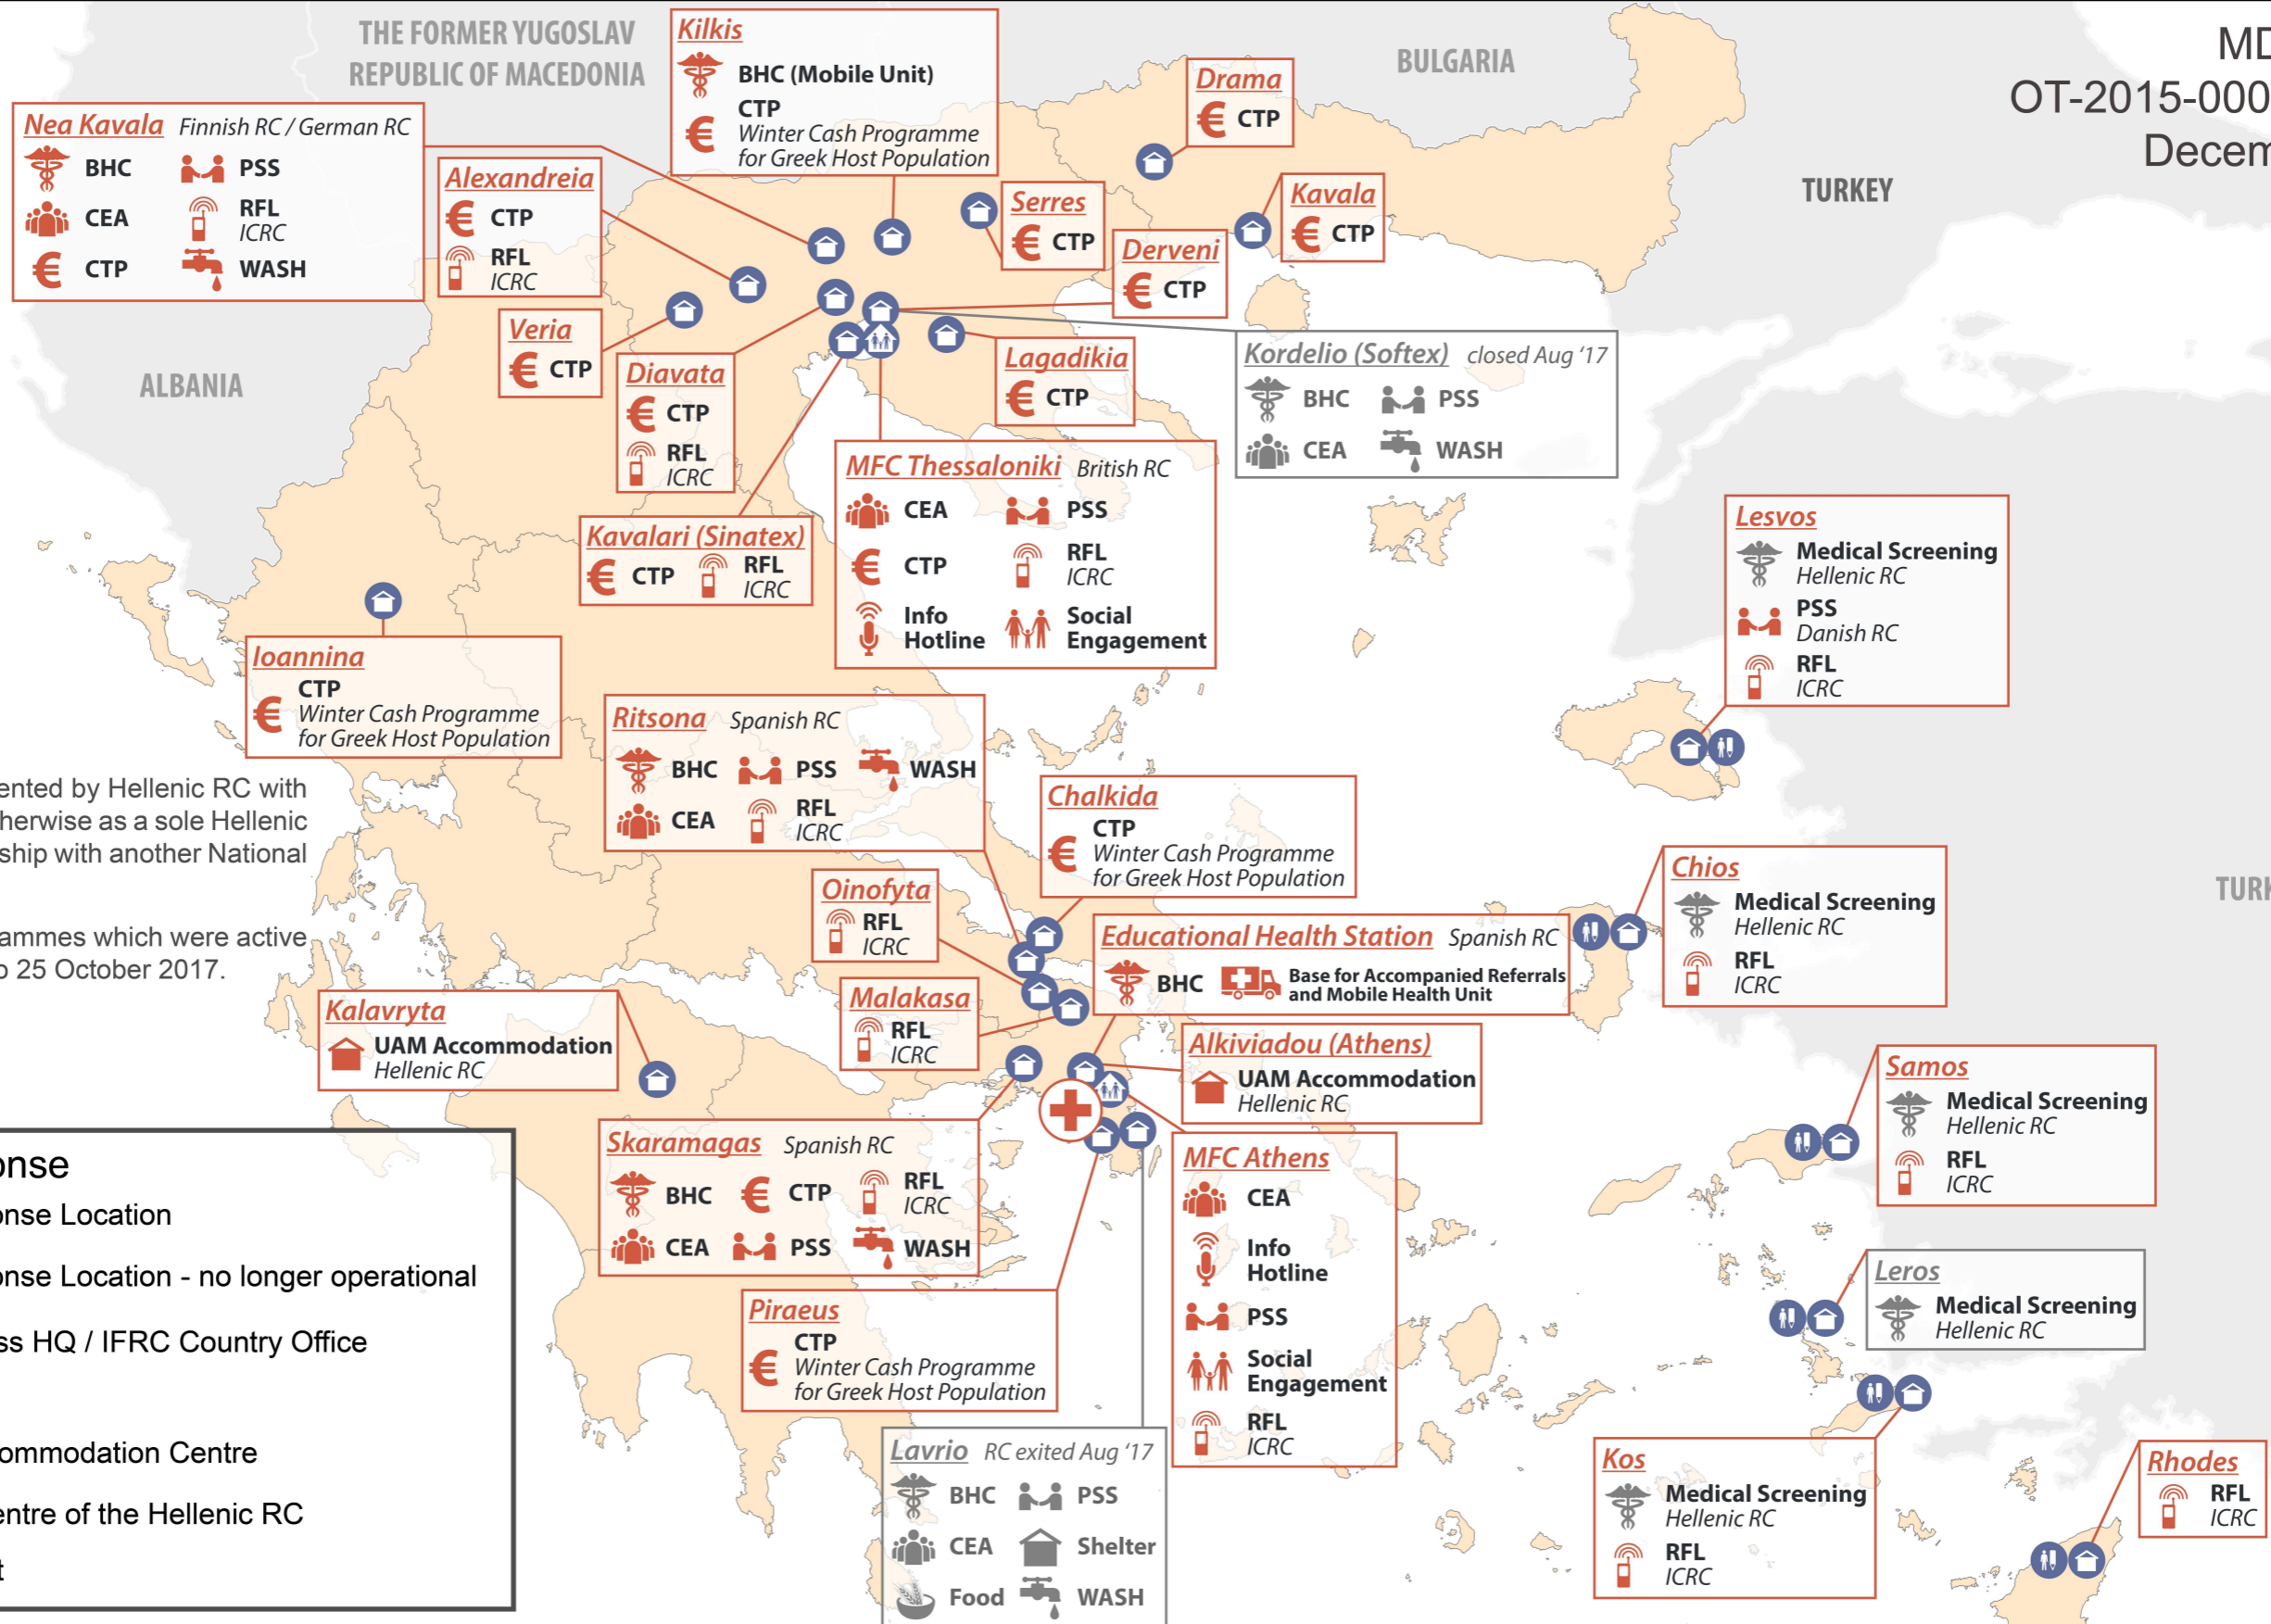 THE FORMER YUGOSLAV
REPUBLIC OF MACEDONIA
BULGARIA
TURKEY
ALBANIA
MD
OT-2015-000
Decem
Kilkis
BHC (Mobile Unit)
CTP
Winter Cash Programme
for Greek Host Population
Drama
CTP
Nea Kavala Finnish RC / German RC
BHC PSS
CEA RFL
ICRC
CTP WASH
Alexandreia
CTP
RFL
ICRC
Serres
CTP
Kavala
CTP
Derveni
CTP
Veria
CTP
Diavata
CTP
RFL
ICRC
Lagadikia
CTP
Kordelio (Softex) closed Aug ‘17
BHC PSS
CEA WASH
MFC Thessaloniki British RC
CEA PSS
CTP RFL
ICRC
Info Social
Hotline Engagement
Kavalari (Sinatex)
CTP RFL
ICRC
Lesvos
Medical Screening
Hellenic RC
PSS
Danish RC
RFL
ICRC
Ioannina
CTP
Winter Cash Programme
for Greek Host Population
Ritsona Spanish RC
BHC PSS WASH
CEA RFL
ICRC
ented by Hellenic RC with
herwise as a sole Hellenic
ship with another National
ammes which were active
o 25 October 2017.
Chalkida
CTP
Winter Cash Programme
for Greek Host Population
Oinofyta
RFL
ICRC
Educational Health Station Spanish RC
BHC Base for Accompanied Referrals
and Mobile Health Unit
Chios
Medical Screening
Hellenic RC
RFL
ICRC
TURK
Malakasa
RFL
ICRC
Kalavryta
UAM Accommodation
Hellenic RC
Alkiviadou (Athens)
UAM Accommodation
Hellenic RC
Samos
Medical Screening
Hellenic RC
RFL
ICRC
Skaramagas Spanish RC
BHC CTP RFL
ICRC
CEA PSS WASH
MFC Athens
CEA
Info
Hotline
PSS
Social
Engagement
RFL
ICRC
Piraeus
CTP
Winter Cash Programme
for Greek Host Population
Leros
Medical Screening
Hellenic RC
Lavrio RC exited Aug ‘17
BHC PSS
CEA Shelter
Food WASH
Kos
Medical Screening
Hellenic RC
RFL
ICRC
Rhodes
RFL
ICRC
onse
onse Location
onse Location - no longer operational
ss HQ / IFRC Country Office
ommodation Centre
entre of the Hellenic RC
t